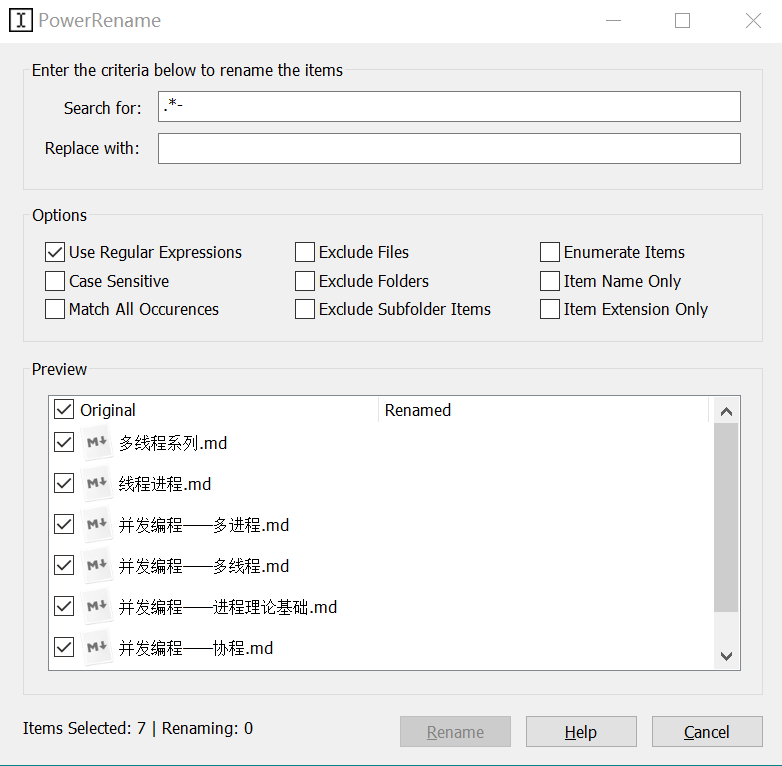 PowerRename
Enter the criteria below to rename the items
Search for: .*-
Replace with:
Options
Use Regular Expressions Exclude Files Enumerate Items
Case Sensitive Exclude Folders Item Name Only
Match All Occurences Exclude Subfolder Items Item Extension Only
Preview
Original Renamed
M↓ 多线程系列.md
M↓ 线程进程.md
M↓ 并发编程——多进程.md
M↓ 并发编程——多线程.md
M↓ 并发编程——进程理论基础.md
M↓ 并发编程——协程.md
Items Selected: 7 | Renaming: 0 Rename Help Cancel